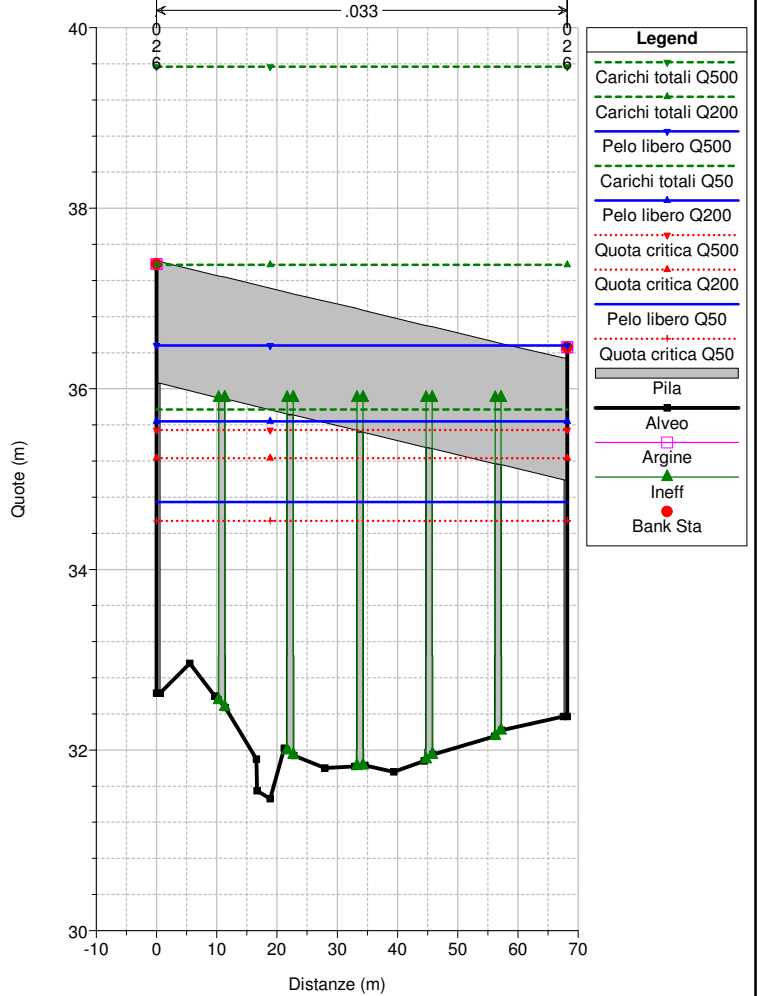 .033
0
2
6
0
2
6
40
38
36
34
32
30
Quote (m)
-10 0 10 20 30 40 50 60 70
Distanze (m)
Legend
Carichi totali Q500
Carichi totali Q200
Pelo libero Q500
Carichi totali Q50
Pelo libero Q200
Quota critica Q500
Quota critica Q200
Pelo libero Q50
Quota critica Q50
Pila
Alveo
Argine
Ineff
Bank Sta